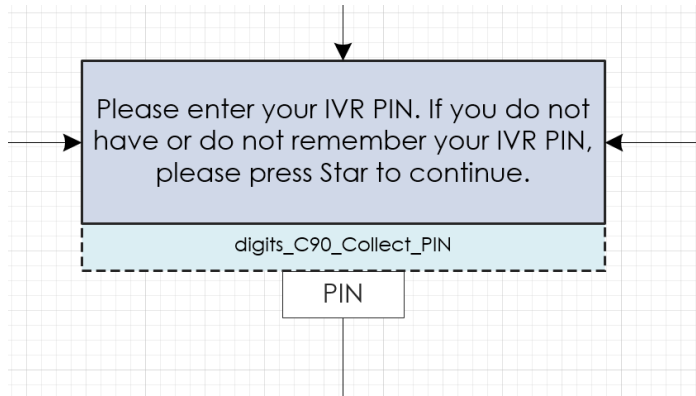 Please enter your IVR PIN. If you do not
have or do not remember your IVR PIN,
please press Star to continue.
digits_C90_Collect_PIN
PIN